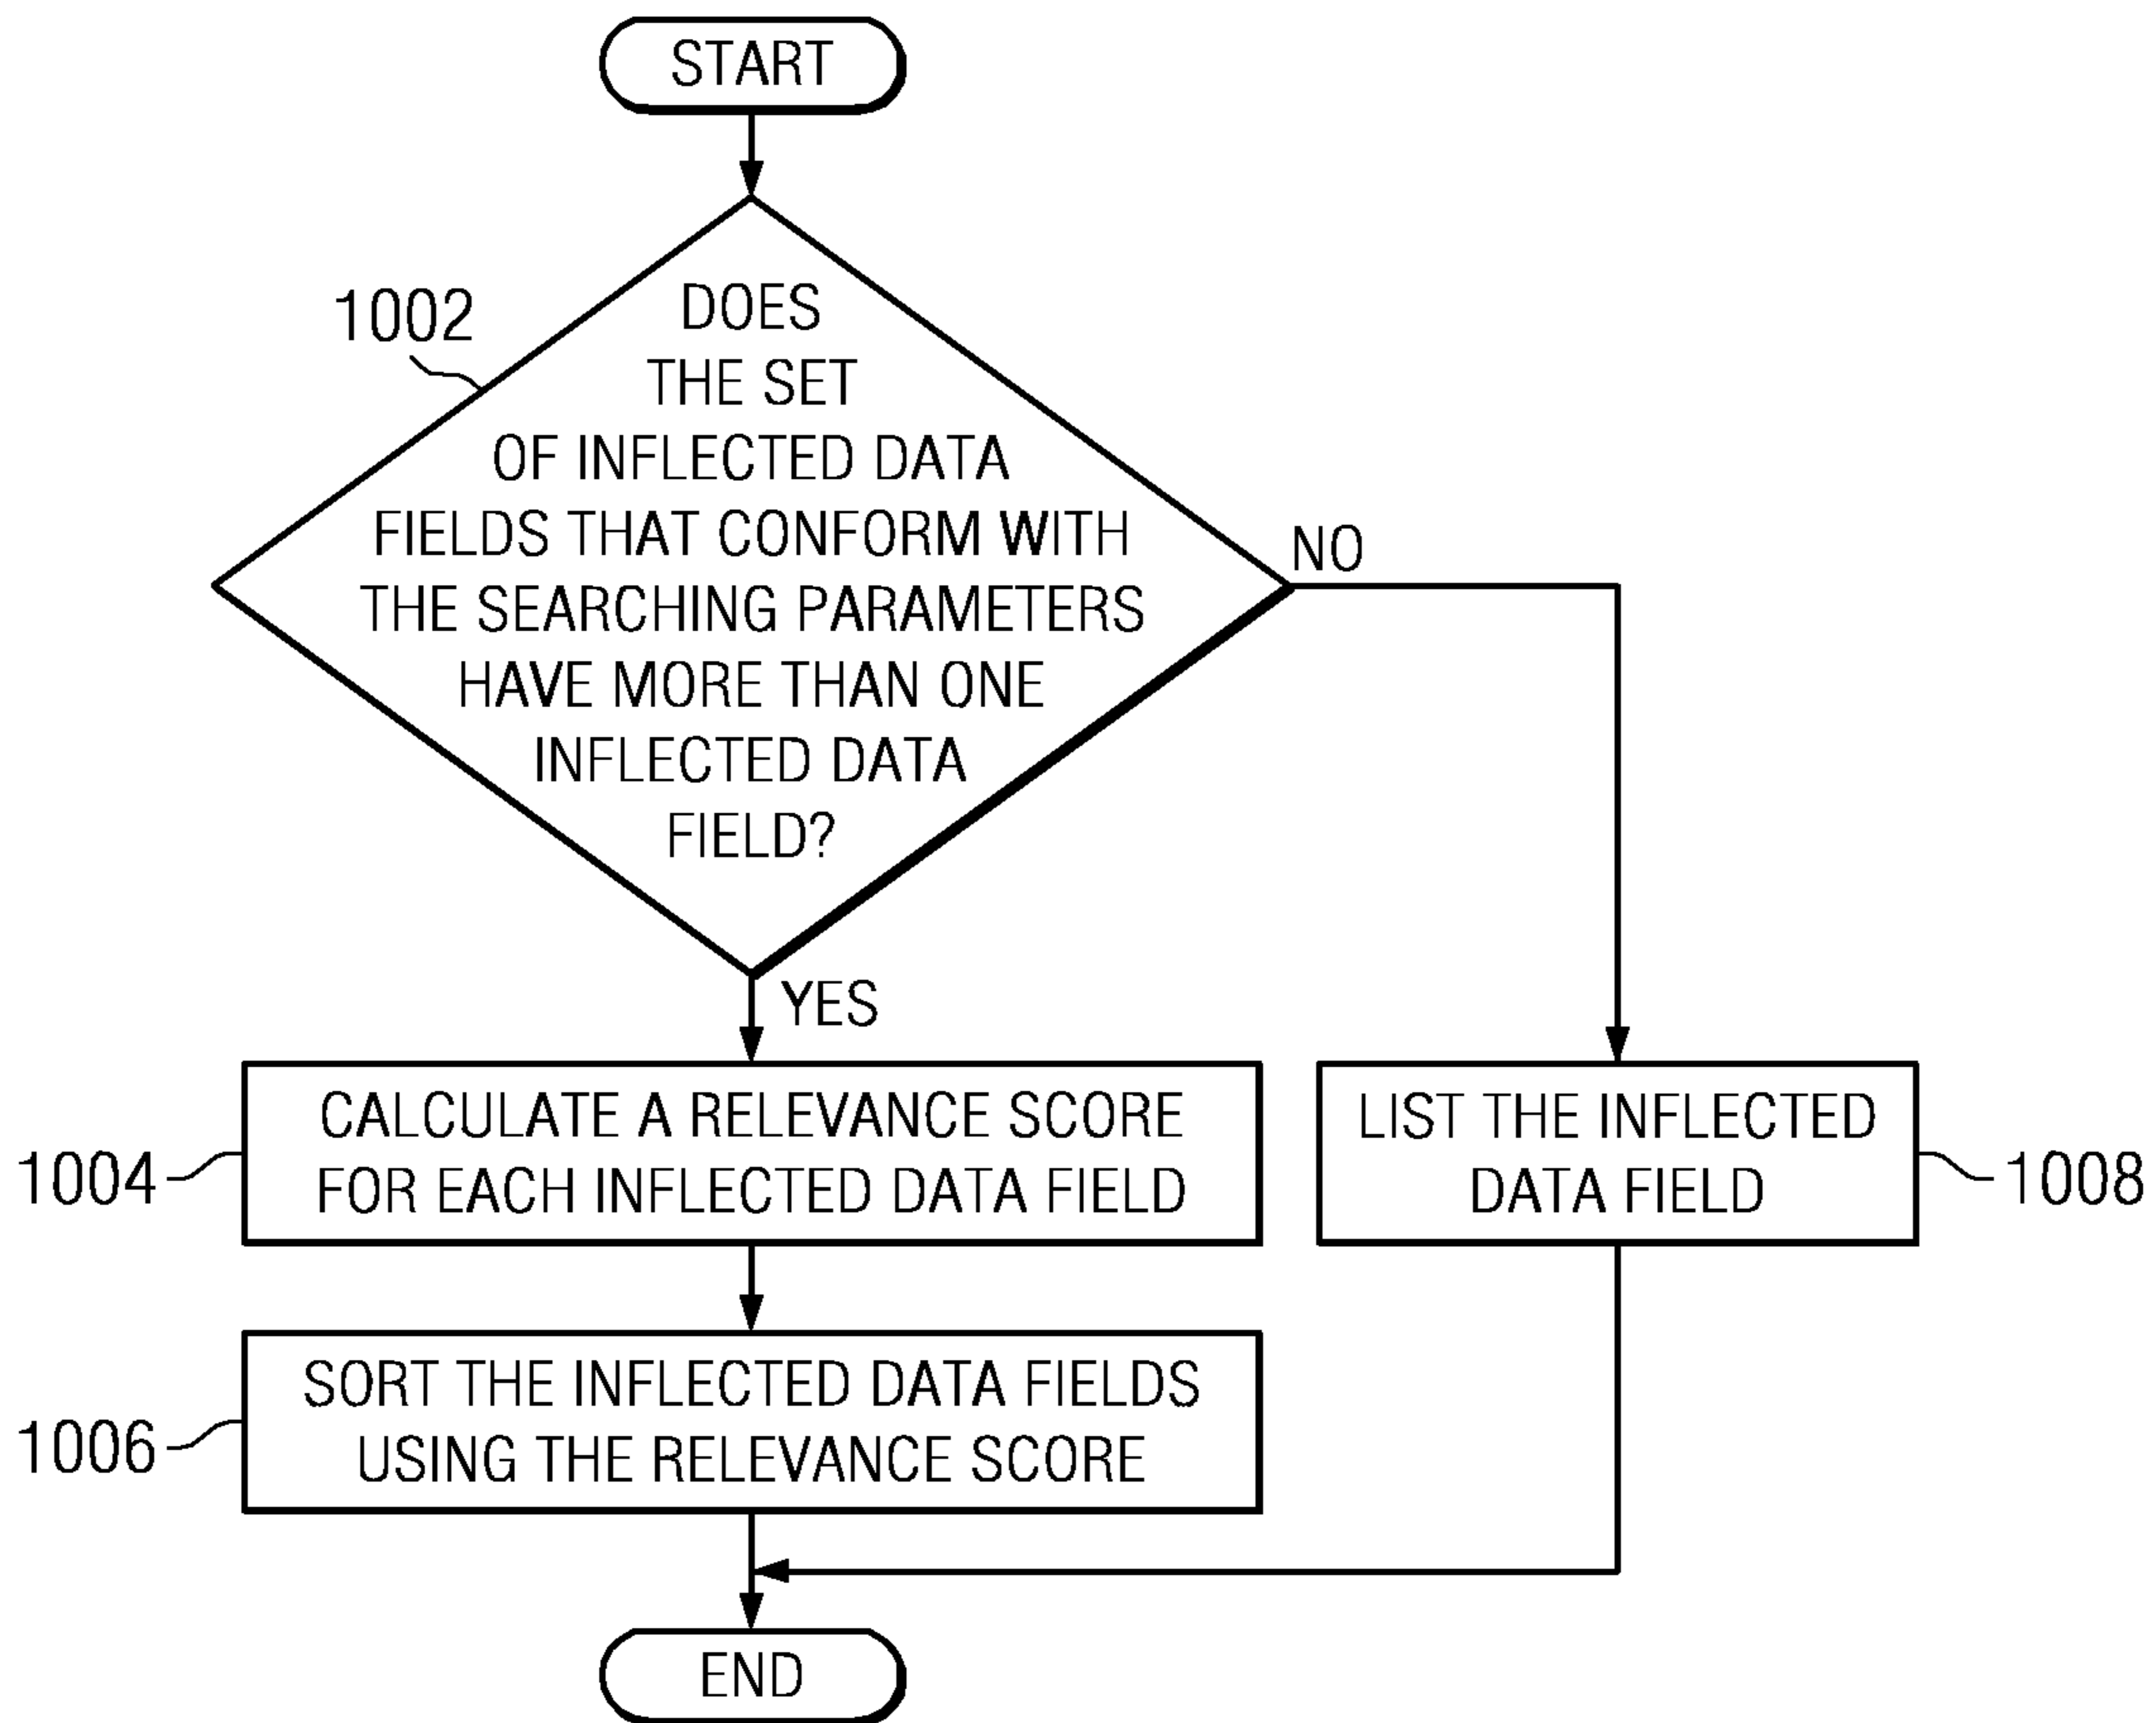 START
1002
DOES
THE SET
OF INFLECTED DATA
FIELDS THAT CONFORM WITH
THE SEARCHING PARAMETERS
HAVE MORE THAN ONE
INFLECTED DATA
FIELD?
NO
YES
1004
CALCULATE A RELEVANCE SCORE
FOR EACH INFLECTED DATA FIELD
LIST THE INFLECTED
DATA FIELD
1008
1006
SORT THE INFLECTED DATA FIELDS
USING THE RELEVANCE SCORE
END